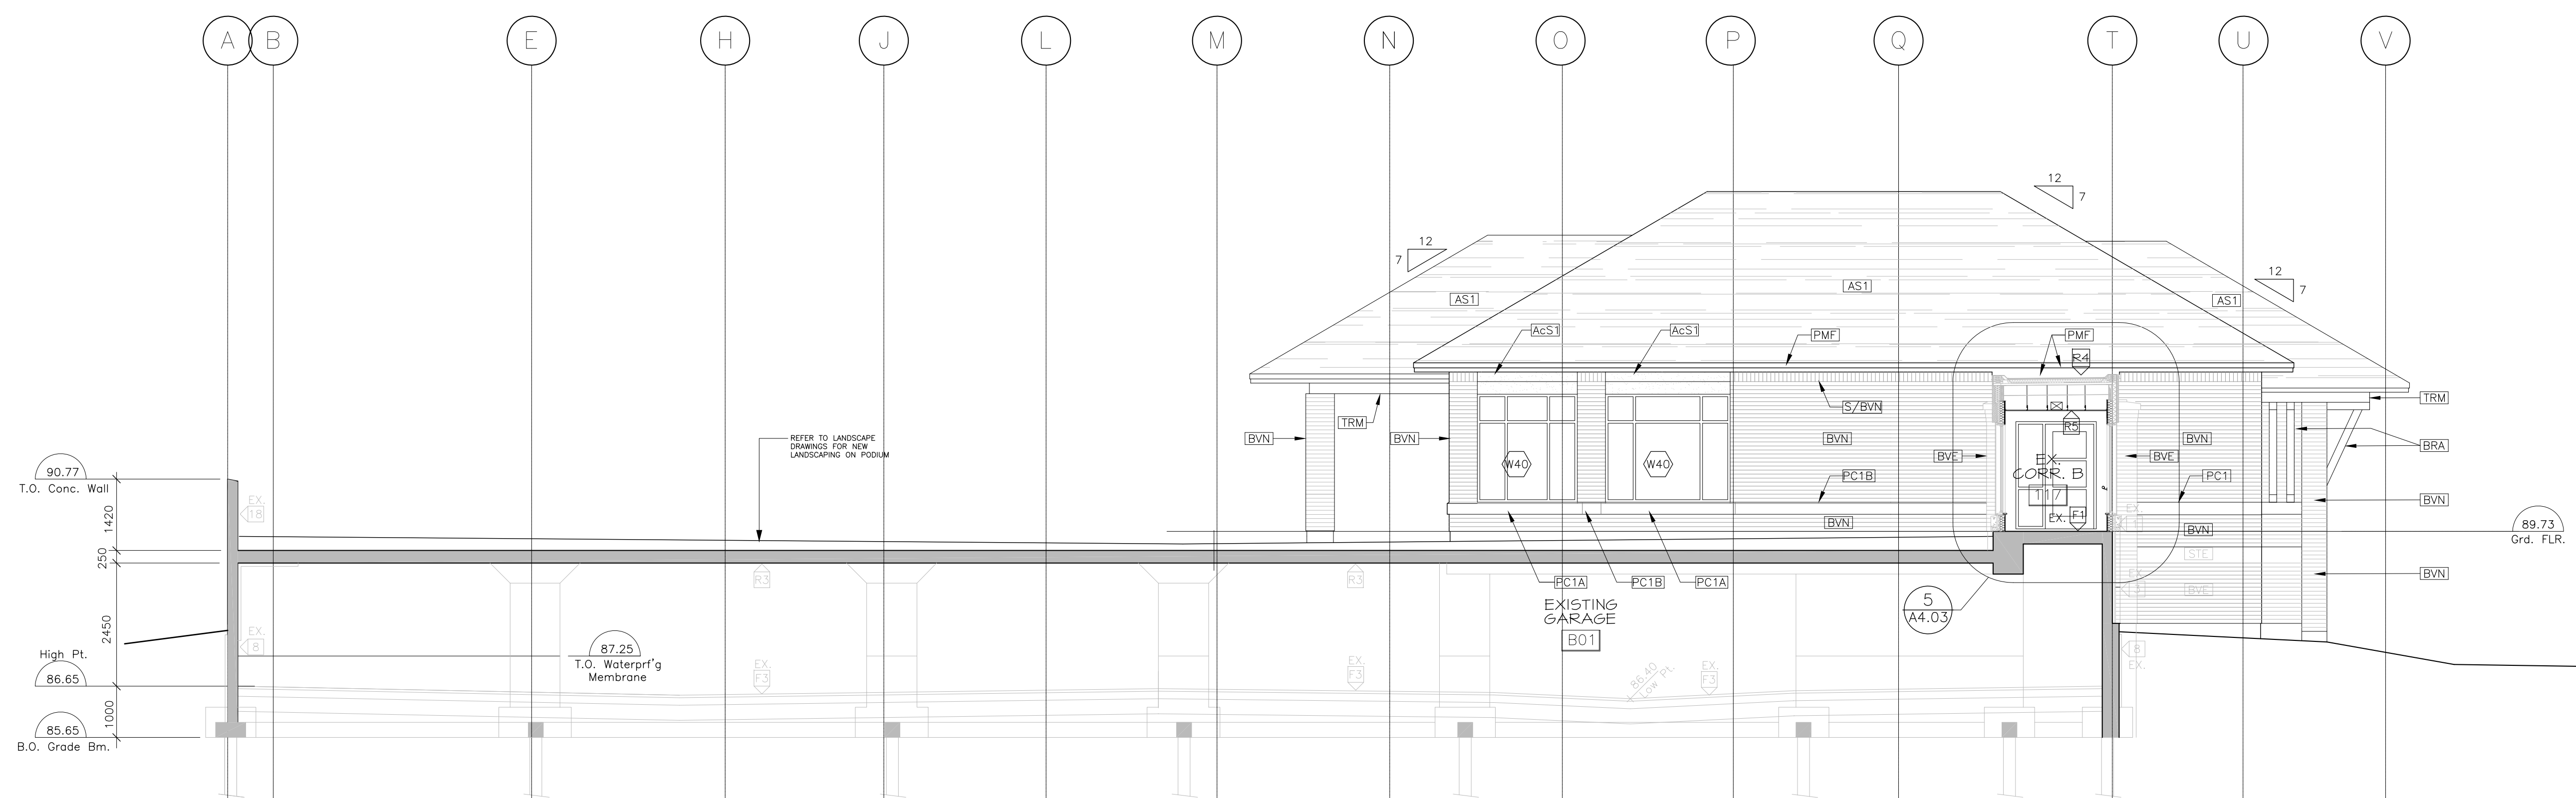 A B E H J L M N O P Q T U V
12
7
12
7
12
7
AS1
AS1
AS1
AcS1
AcS1
PMF
PMF
R4
S/BVN
TRM
TRM
BVN
BVN
BVN
BVN
BRA
W40
W40
R5
BVE
BVE
EX.
CORR. B
117
EX.
F1
PC1B
PC1
BVN
BVN
BVN
BVN
STE
BVE
REFER TO LANDSCAPE
DRAWINGS FOR NEW
LANDSCAPING ON PODIUM
90.77
T.O. Conc. Wall
EX.
18
1420
250
2450
1000
89.73
Grd. FLR.
R3
R3
PC1A
PC1B
PC1A
EXISTING
GARAGE
B01
5
A4.03
EX.
8
87.25
T.O. Waterprf'g
Membrane
High Pt.
86.65
EX.
F3
EX.
F3
86.40
Low Pt.
EX.
F3
8
EX.
85.65
B.O. Grade Bm.